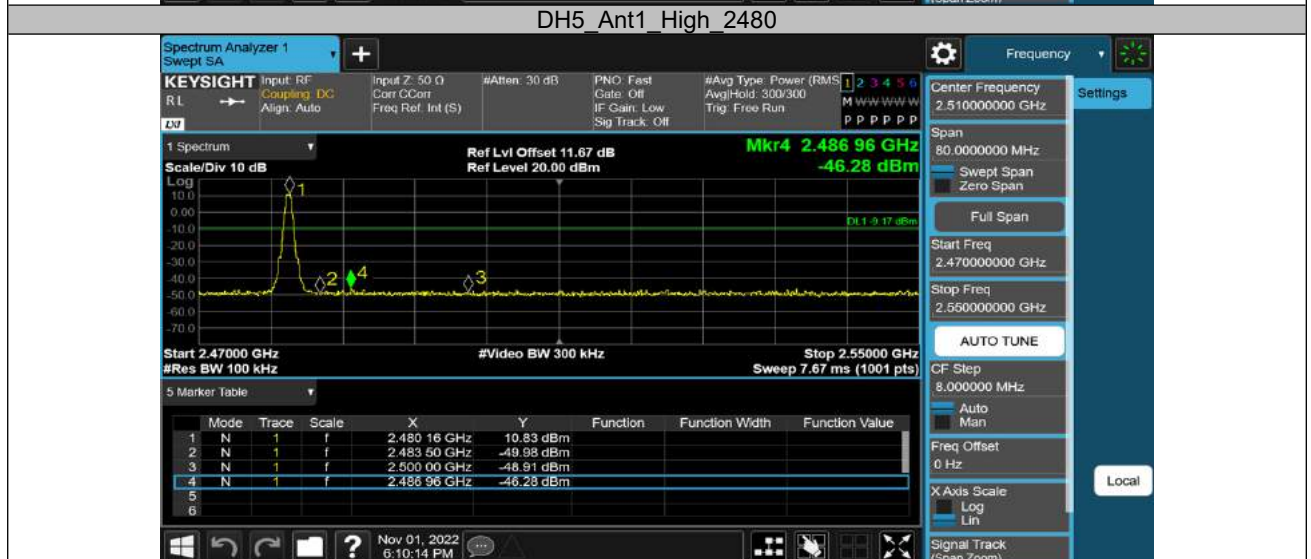 (Span Zoom)
DH5_Ant1_High_2480
Spectrum Analyzer 1
Swept SA
+
Frequency
KEYSIGHT
RL
LXI
Input: RF
Coupling: DC
Align: Auto
Input Z: 50 Ω
Corr CCorr
Freq Ref: Int (S)
#Atten: 30 dB
PNO: Fast
Gate: Off
IF Gain: Low
Sig Track: Off
#Avg Type: Power (RMS
Avg|Hold: 300/300
Trig: Free Run
1 2 3 4 5 6
M W W W W W
P P P P P P
1 Spectrum
Scale/Div 10 dB
Ref Lvl Offset 11.67 dB
Ref Level 20.00 dBm
Mkr4 2.486 96 GHz
-46.28 dBm
Log
10.0
0.00
-10.0
-20.0
-30.0
-40.0
-50.0
-60.0
-70.0
1
2
4
3
DL1 -9.17 dBm
Start 2.47000 GHz
#Res BW 100 kHz
#Video BW 300 kHz
Stop 2.55000 GHz
Sweep 7.67 ms (1001 pts)
5 Marker Table
Mode Trace Scale X Y Function Function Width Function Value
1 N 1 f 2.480 16 GHz 10.83 dBm
2 N 1 f 2.483 50 GHz -49.98 dBm
3 N 1 f 2.500 00 GHz -48.91 dBm
4 N 1 f 2.486 96 GHz -46.28 dBm
5
6
?
Nov 01, 2022
6:10:14 PM
Center Frequency
2.510000000 GHz
Settings
Span
80.0000000 MHz
Swept Span
Zero Span
Full Span
Start Freq
2.470000000 GHz
Stop Freq
2.550000000 GHz
AUTO TUNE
CF Step
8.000000 MHz
Auto
Man
Freq Offset
0 Hz
X Axis Scale
Log
Lin
Local
Signal Track
(Span Zoom)